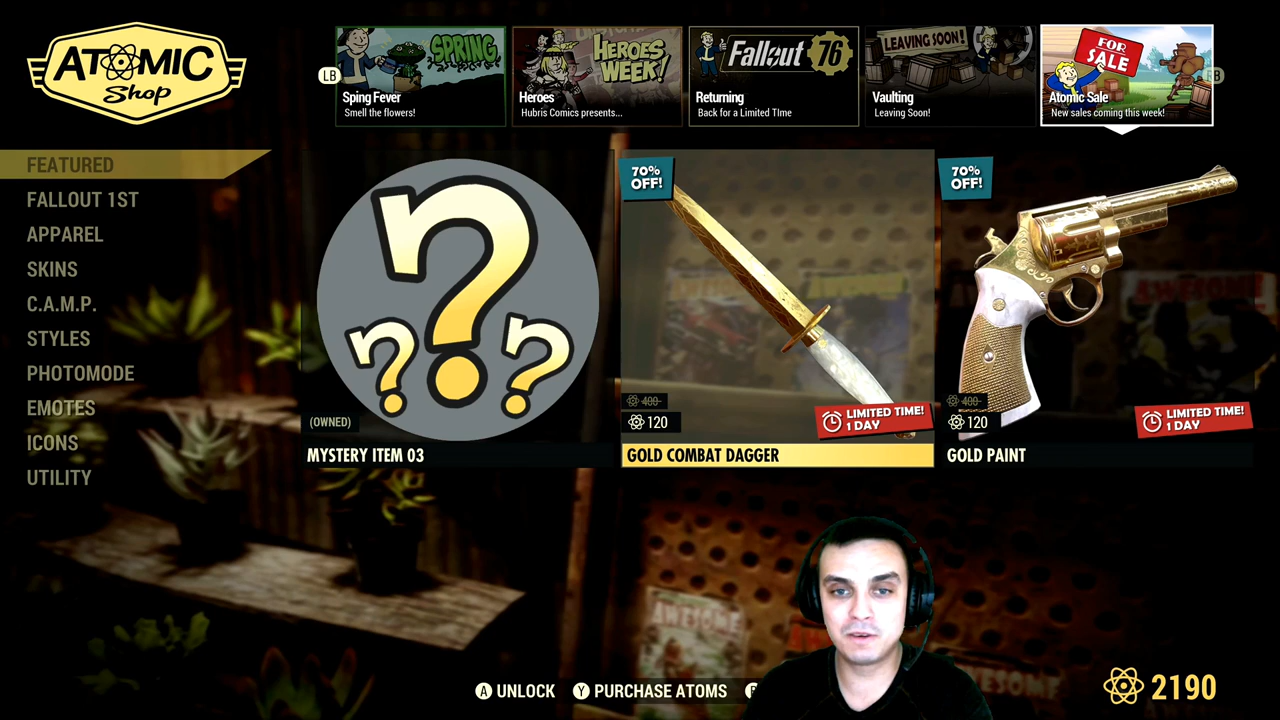 ATOMIC
Shop
LB
SPRING
Sping Fever
Smell the flowers!
HEROES
WEEK!
Heroes
Hubris Comics presents...
Fallout 76
Returning
Back for a Limited TIme
LEAVING SOON!
Vaulting
Leaving Soon!
FOR
SALE
Atomic Sale
New sales coming this week!
FEATURED
FALLOUT 1ST
APPAREL
SKINS
C.A.M.P.
STYLES
PHOTOMODE
EMOTES
ICONS
UTILITY
???
(OWNED)
MYSTERY ITEM 03
70%
OFF!
400
120
LIMITED TIME!
1 DAY
GOLD COMBAT DAGGER
70%
OFF!
400
120
LIMITED TIME!
1 DAY
GOLD PAINT
AWESOME
AWESOME
A UNLOCK
Y PURCHASE ATOMS
2190